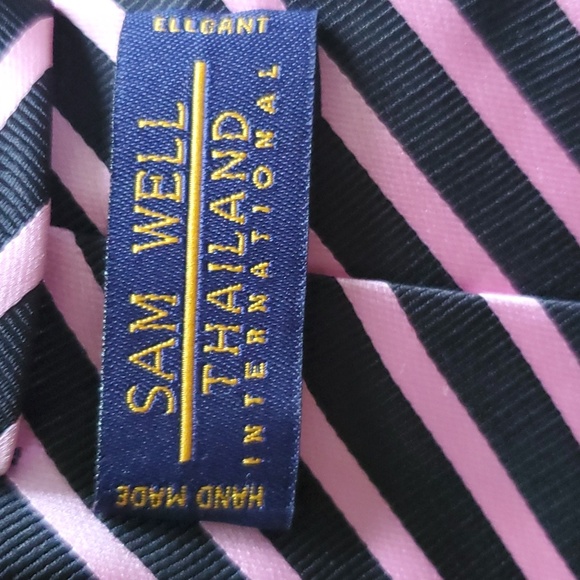 ELLGANT
SAM WELL
THAILAND
INTERNATIONAL
HAND MADE